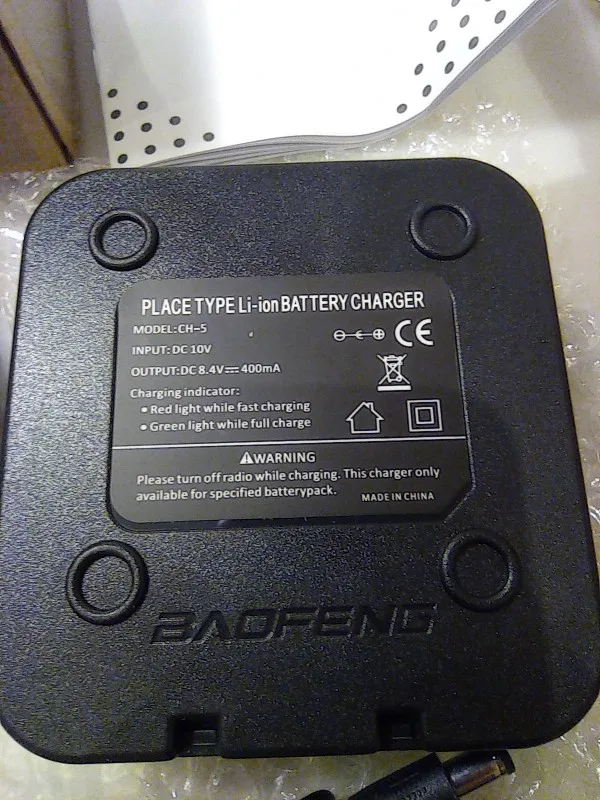 PLACE TYPE Li-ion BATTERY CHARGER
MODEL: CH-5
INPUT: DC 10V
OUTPUT: DC 8.4V⎓400mA
CE
Charging indicator:
• Red light while fast charging
• Green light while full charge
⚠WARNING
Please turn off radio while charging. This charger only
available for specified batterypack.
MADE IN CHINA
BAOFENG